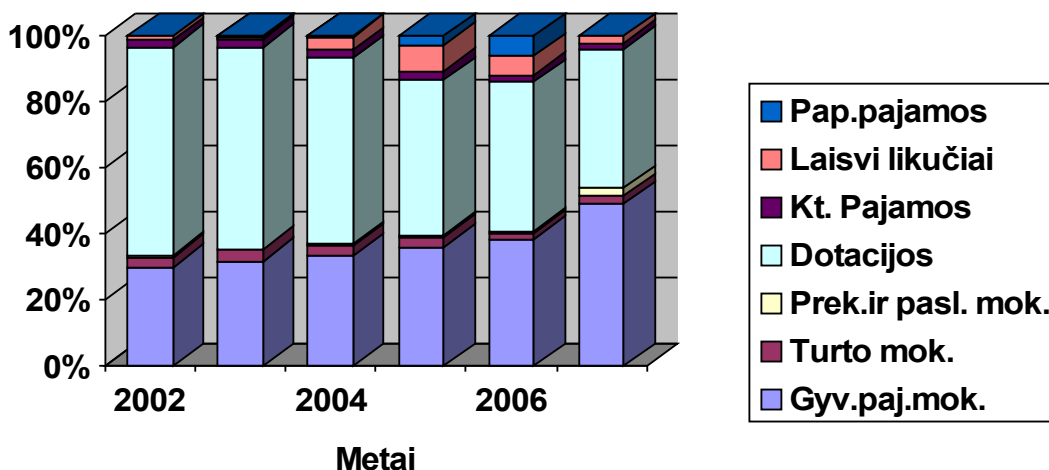 100%
80%
60%
40%
20%
0%
2002 2004 2006
Metai
Pap.pajamos
Laisvi likučiai
Kt. Pajamos
Dotacijos
Prek.ir pasl. mok.
Turto mok.
Gyv.paj.mok.